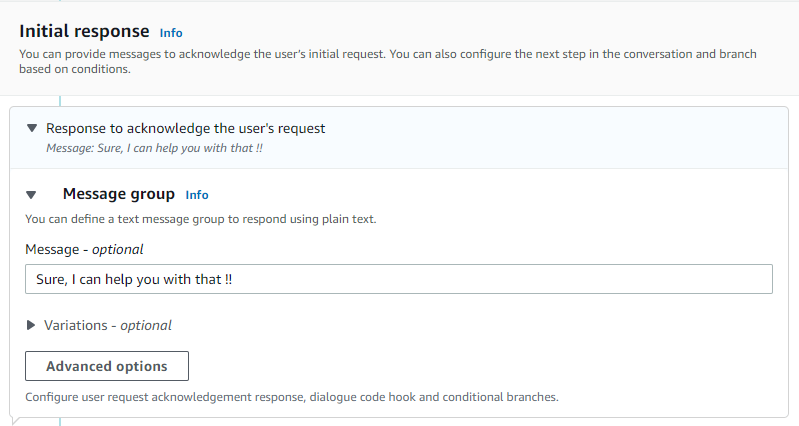 Initial response Info
You can provide messages to acknowledge the user's initial request. You can also configure the next step in the conversation and branch
based on conditions.
Response to acknowledge the user's request
Message: Sure, I can help you with that !!
Message group Info
You can define a text message group to respond using plain text.
Message - optional
Sure, I can help you with that !!
Variations - optional
Advanced options
Configure user request acknowledgement response, dialogue code hook and conditional branches.